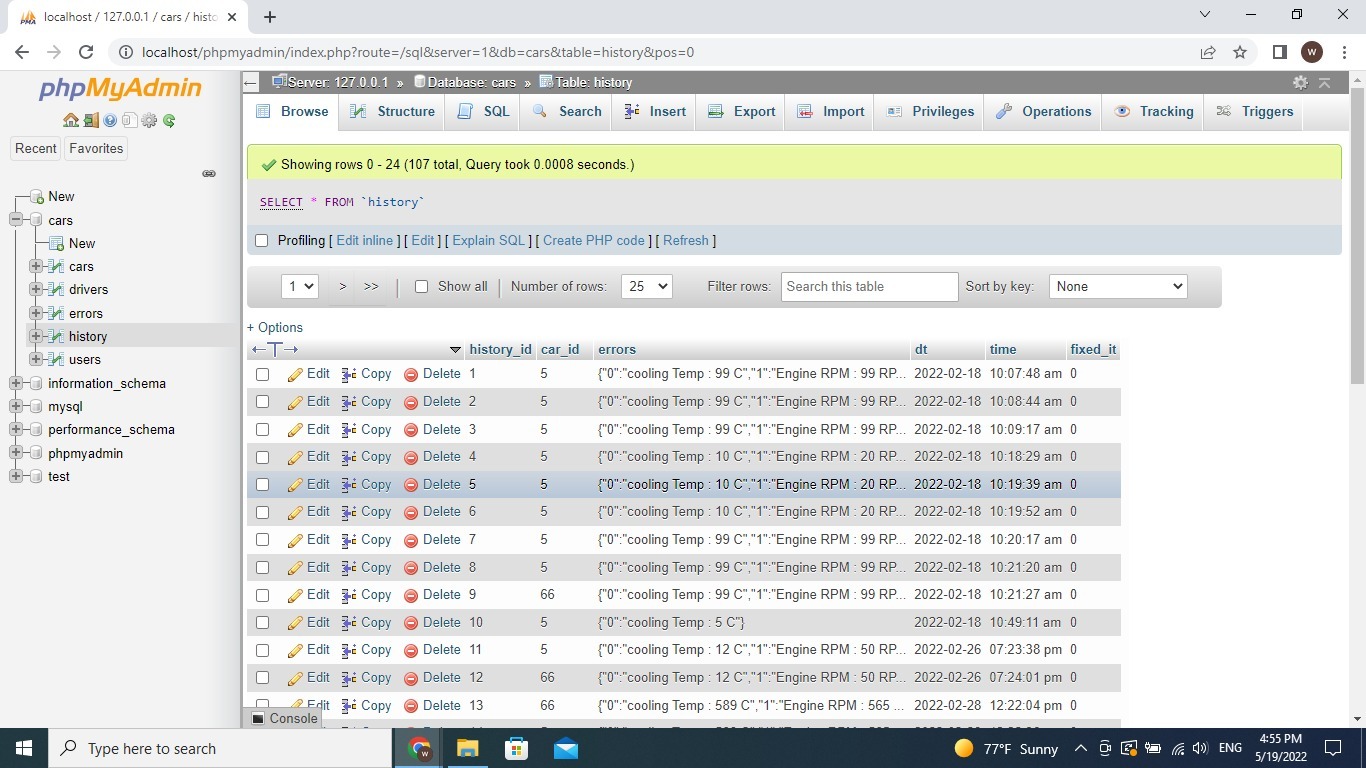 localhost / 127.0.0.1 / cars / histo
localhost/phpmyadmin/index.php?route=/sql&server=1&db=cars&table=history&pos=0
W
phpMyAdmin
Recent Favorites
New
cars
New
cars
drivers
errors
history
users
information_schema
mysql
performance_schema
phpmyadmin
test
Server: 127.0.0.1 » Database: cars » Table: history
Browse Structure SQL Search Insert Export Import Privileges Operations Tracking Triggers
Showing rows 0 - 24 (107 total, Query took 0.0008 seconds.)
SELECT * FROM `history`
Profiling [ Edit inline ] [ Edit ] [ Explain SQL ] [ Create PHP code ] [ Refresh ]
1 > >> Show all Number of rows: 25 Filter rows: Search this table Sort by key: None
+ Options
history_id car_id errors dt time fixed_it
Edit Copy Delete 1 5 {"0":"cooling Temp : 99 C","1":"Engine RPM : 99 RP... 2022-02-18 10:07:48 am 0
Edit Copy Delete 2 5 {"0":"cooling Temp : 99 C","1":"Engine RPM : 99 RP... 2022-02-18 10:08:44 am 0
Edit Copy Delete 3 5 {"0":"cooling Temp : 99 C","1":"Engine RPM : 99 RP... 2022-02-18 10:09:17 am 0
Edit Copy Delete 4 5 {"0":"cooling Temp : 10 C","1":"Engine RPM : 20 RP... 2022-02-18 10:18:29 am 0
Edit Copy Delete 5 5 {"0":"cooling Temp : 10 C","1":"Engine RPM : 20 RP... 2022-02-18 10:19:39 am 0
Edit Copy Delete 6 5 {"0":"cooling Temp : 10 C","1":"Engine RPM : 20 RP... 2022-02-18 10:19:52 am 0
Edit Copy Delete 7 5 {"0":"cooling Temp : 99 C","1":"Engine RPM : 99 RP... 2022-02-18 10:20:17 am 0
Edit Copy Delete 8 5 {"0":"cooling Temp : 99 C","1":"Engine RPM : 99 RP... 2022-02-18 10:21:20 am 0
Edit Copy Delete 9 66 {"0":"cooling Temp : 99 C","1":"Engine RPM : 99 RP... 2022-02-18 10:21:27 am 0
Edit Copy Delete 10 5 {"0":"cooling Temp : 5 C"} 2022-02-18 10:49:11 am 0
Edit Copy Delete 11 5 {"0":"cooling Temp : 12 C","1":"Engine RPM : 50 RP... 2022-02-26 07:23:38 pm 0
Edit Copy Delete 12 66 {"0":"cooling Temp : 12 C","1":"Engine RPM : 50 RP... 2022-02-26 07:24:01 pm 0
Edit Copy Delete 13 66 {"0":"cooling Temp : 589 C","1":"Engine RPM : 565 ... 2022-02-28 12:22:04 pm 0
Console
Type here to search
W
77°F Sunny
ENG
4:55 PM
5/19/2022